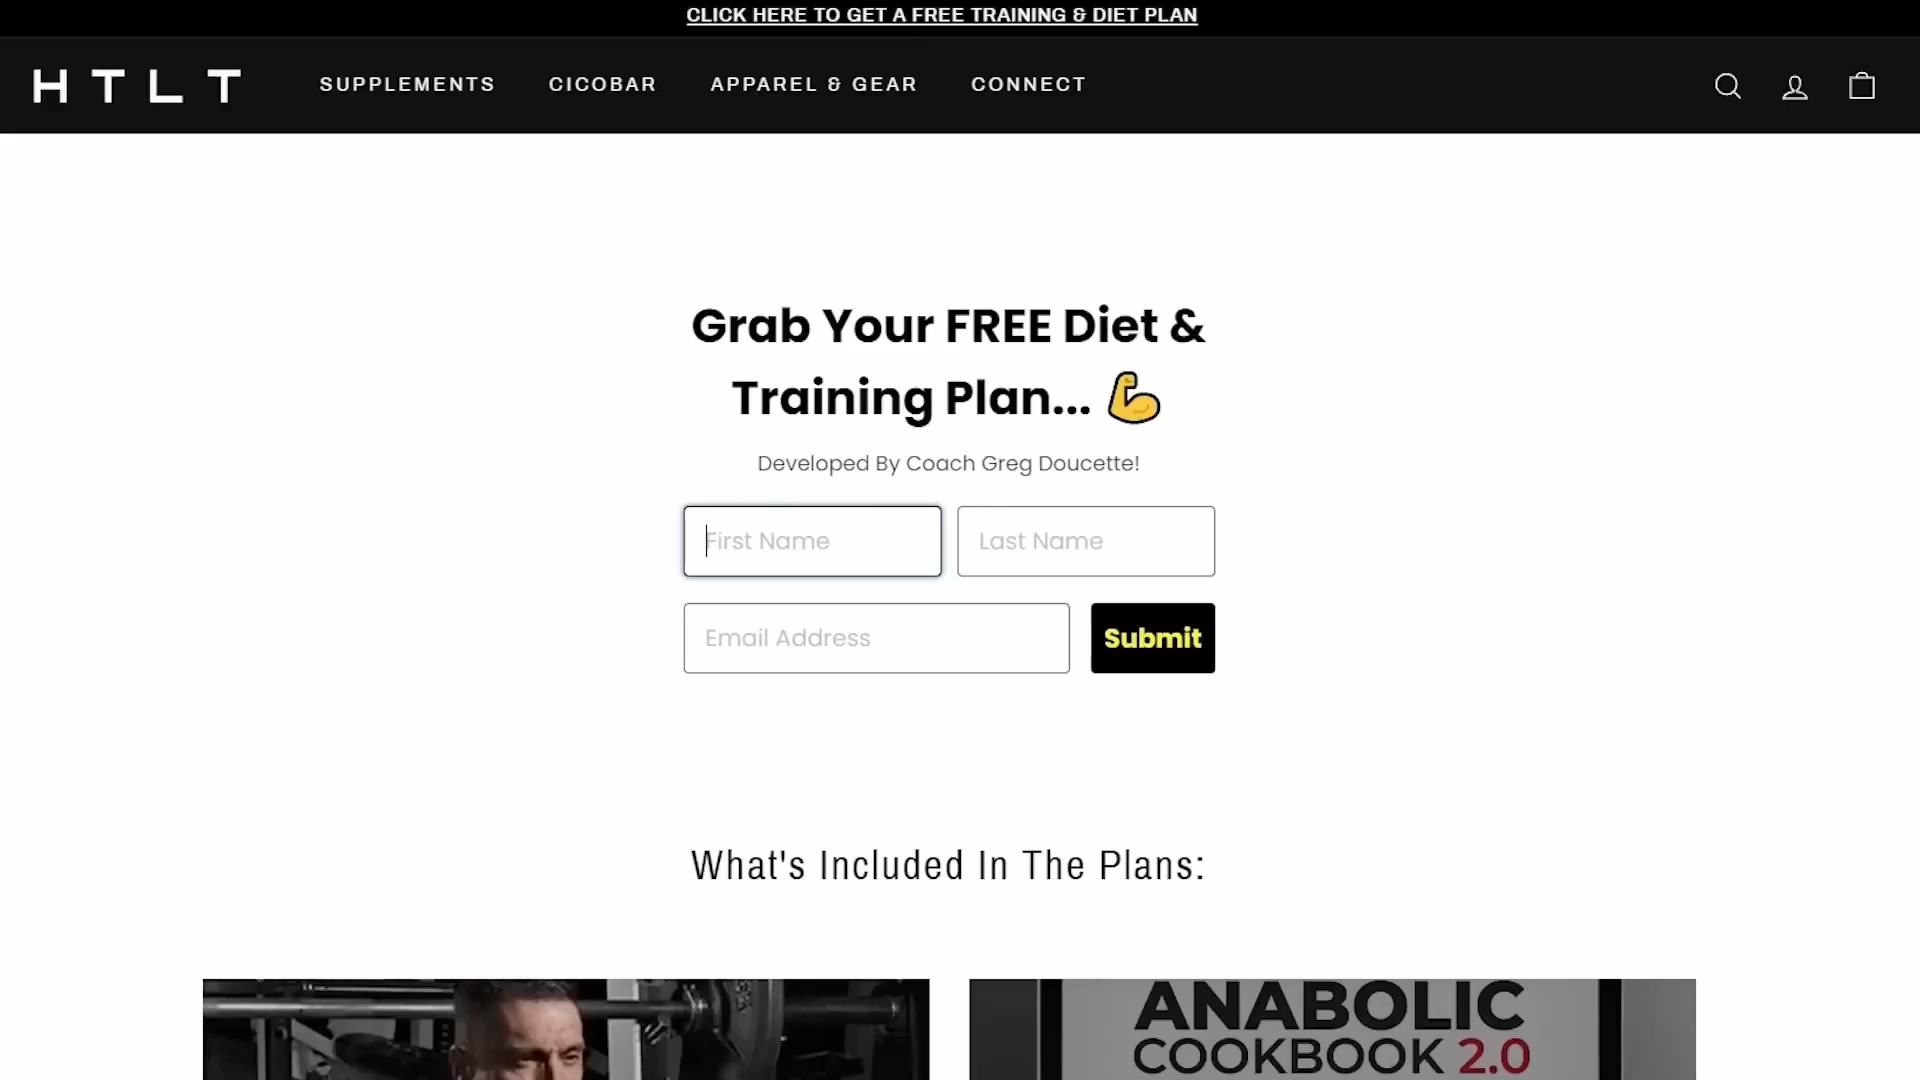 CLICK HERE TO GET A FREE TRAINING & DIET PLAN
HTLT
SUPPLEMENTS
CICOBAR
APPAREL & GEAR
CONNECT
Grab Your FREE Diet &
Training Plan...
Developed By Coach Greg Doucette!
First Name
Last Name
Email Address
Submit
What's Included In The Plans:
ANABOLIC
COOKBOOK 2.0